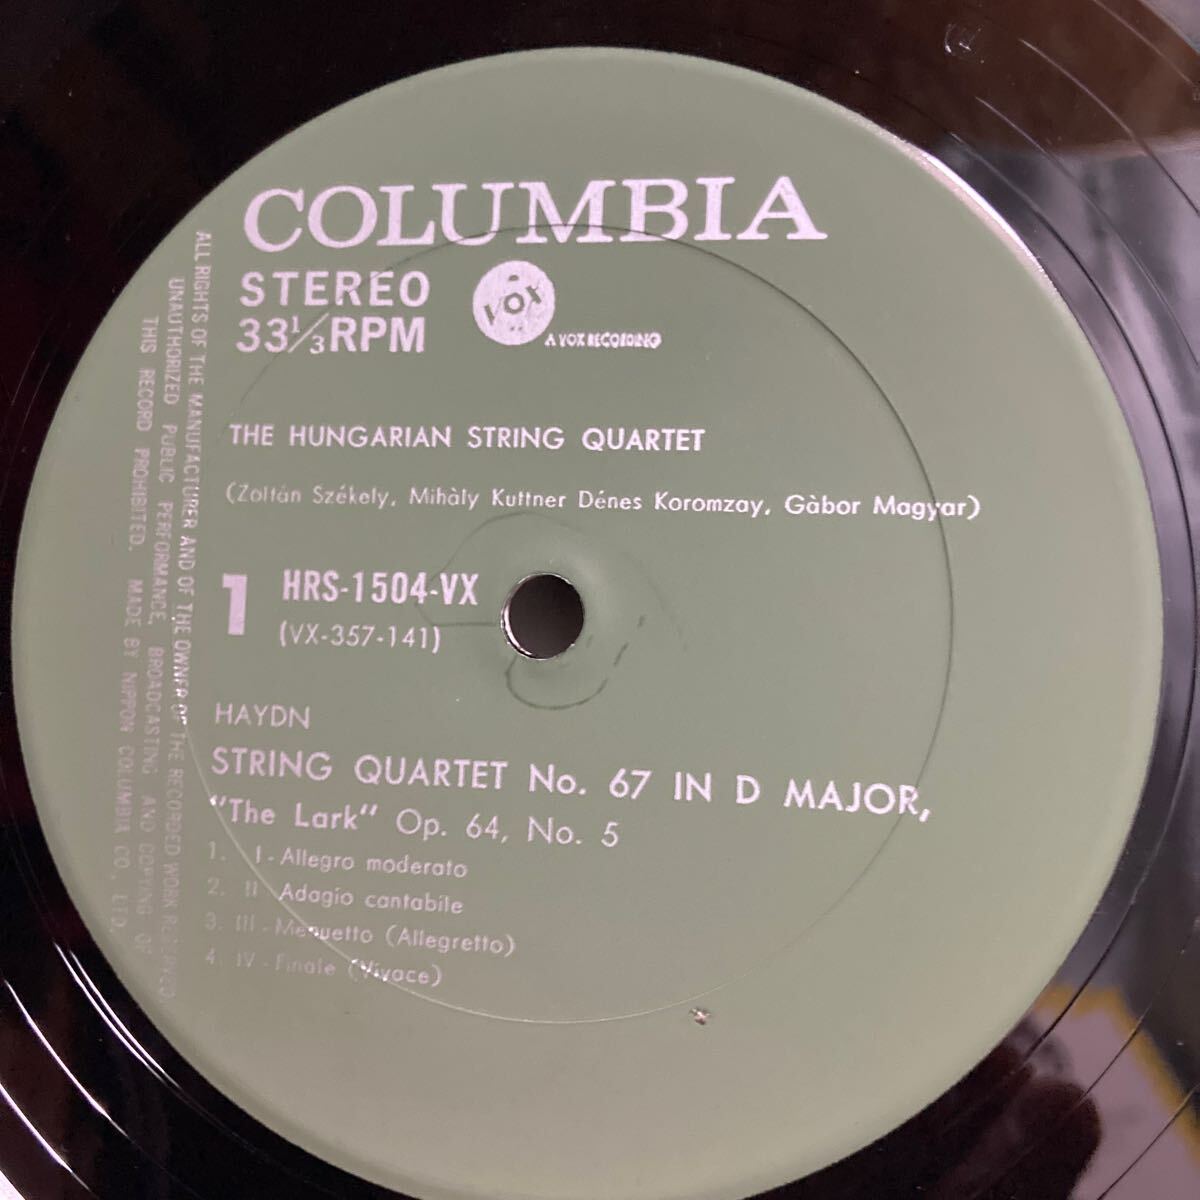 COLUMBIA
STEREO
33 1/3 RPM
VOX
A VOX RECORDING
THE HUNGARIAN STRING QUARTET
(Zoltán Székely, Mihàly Kuttner Dénes Koromzay, Gàbor Magyar)
1
HRS-1504-VX
(VX-357-141)
HAYDN
STRING QUARTET No. 67 IN D MAJOR,
"The Lark" Op. 64, No. 5
1. I - Allegro moderato
2. II Adagio cantabile
3. III - Menuetto (Allegretto)
4. IV - Finale (Vivace)
ALL RIGHTS OF THE MANUFACTURER AND OF THE OWNER OF THE RECORDED WORK RESERVED.
UNAUTHORIZED PUBLIC PERFORMANCE, BROADCASTING AND COPYING OF
THIS RECORD PROHIBITED. MADE BY NIPPON COLUMBIA CO., LTD.